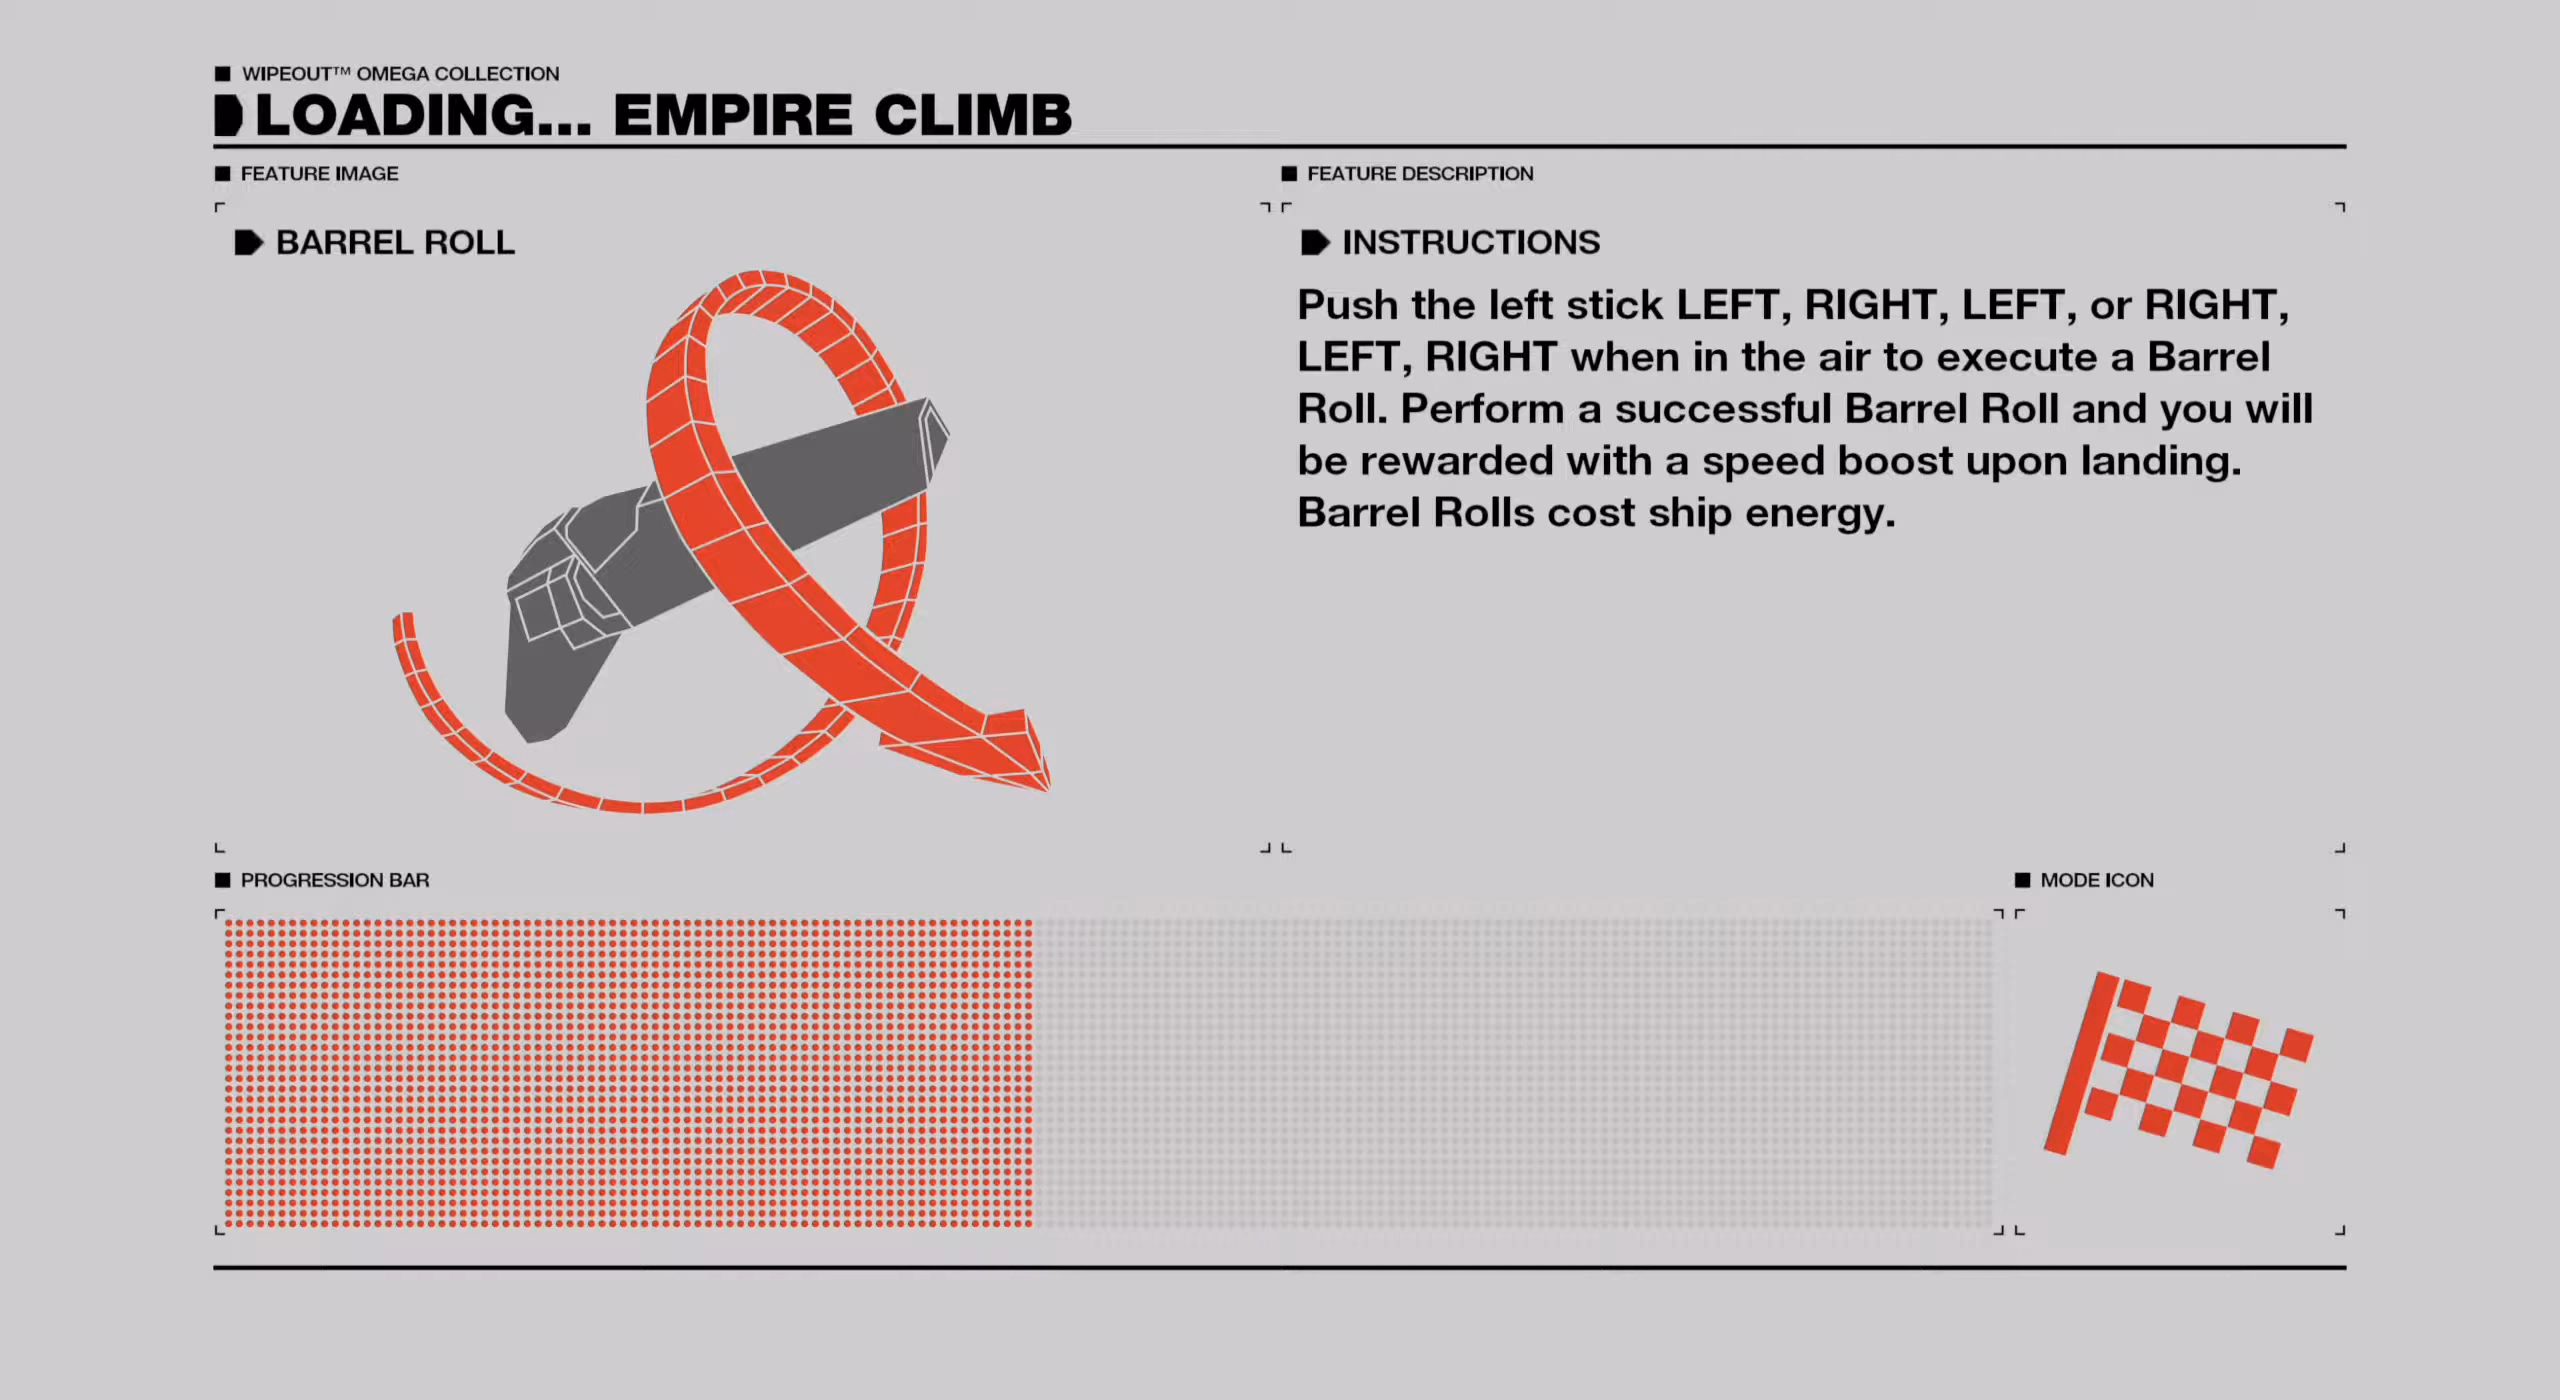 WIPEOUT™ OMEGA COLLECTION
LOADING... EMPIRE CLIMB
FEATURE IMAGE
BARREL ROLL
FEATURE DESCRIPTION
INSTRUCTIONS
Push the left stick LEFT, RIGHT, LEFT, or RIGHT,
LEFT, RIGHT when in the air to execute a Barrel
Roll. Perform a successful Barrel Roll and you will
be rewarded with a speed boost upon landing.
Barrel Rolls cost ship energy.
PROGRESSION BAR
MODE ICON